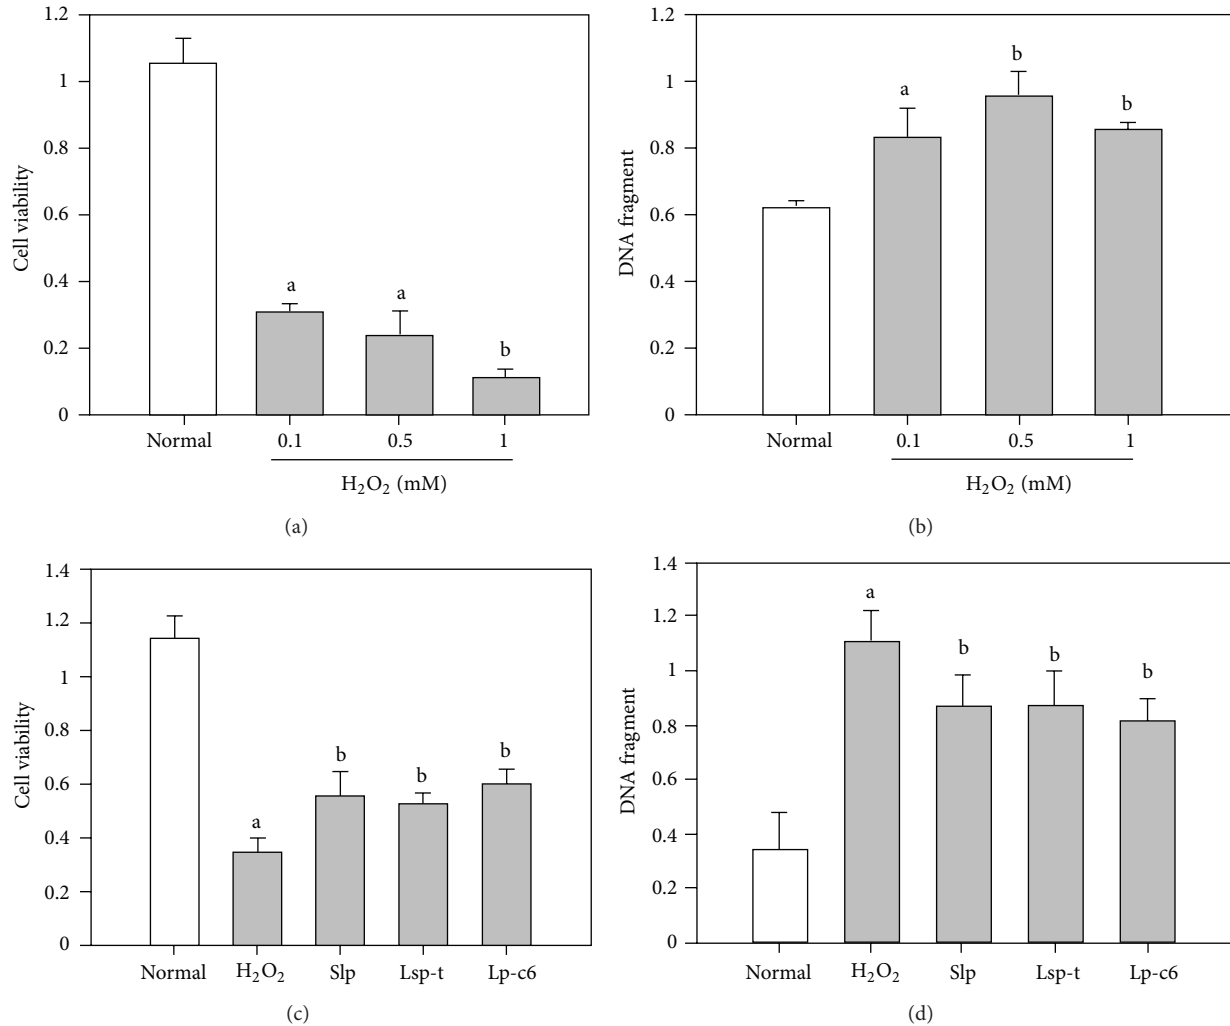 1.2
1
0.8
0.6
0.4
0.2
0
Cell viability
a
a
b
Normal
0.1
0.5
1
H₂O₂ (mM)
(a)
1.2
1
0.8
0.6
0.4
0.2
0
DNA fragment
a
b
b
Normal
0.1
0.5
1
H₂O₂ (mM)
(b)
1.4
1.2
1
0.8
0.6
0.4
0.2
0
Cell viability
a
b
b
b
Normal
H₂O₂
Slp
Lsp-t
Lp-c6
(c)
1.4
1.2
1
0.8
0.6
0.4
0.2
0
DNA fragment
a
b
b
b
Normal
H₂O₂
Slp
Lsp-t
Lp-c6
(d)